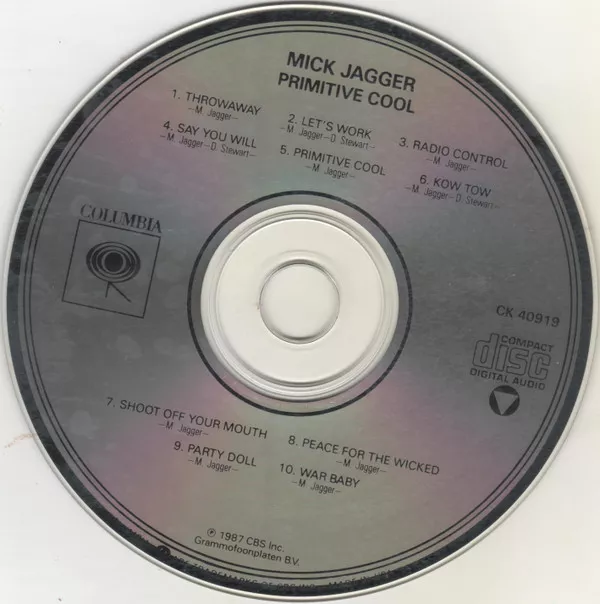 MICK JAGGER
PRIMITIVE COOL
1. THROWAWAY
—M. Jagger—
2. LET'S WORK
—M. Jagger—D. Stewart—
3. RADIO CONTROL
—M. Jagger—
4. SAY YOU WILL
—M. Jagger—D. Stewart—
5. PRIMITIVE COOL
—M. Jagger—
6. KOW TOW
—M. Jagger—D. Stewart—
COLUMBIA
CK 40919
COMPACT
disc
DIGITAL AUDIO
7. SHOOT OFF YOUR MOUTH
—M. Jagger—
8. PEACE FOR THE WICKED
—M. Jagger—
9. PARTY DOLL
—M. Jagger—
10. WAR BABY
—M. Jagger—
℗ 1987 CBS Inc.
Grammofoonplaten B.V.